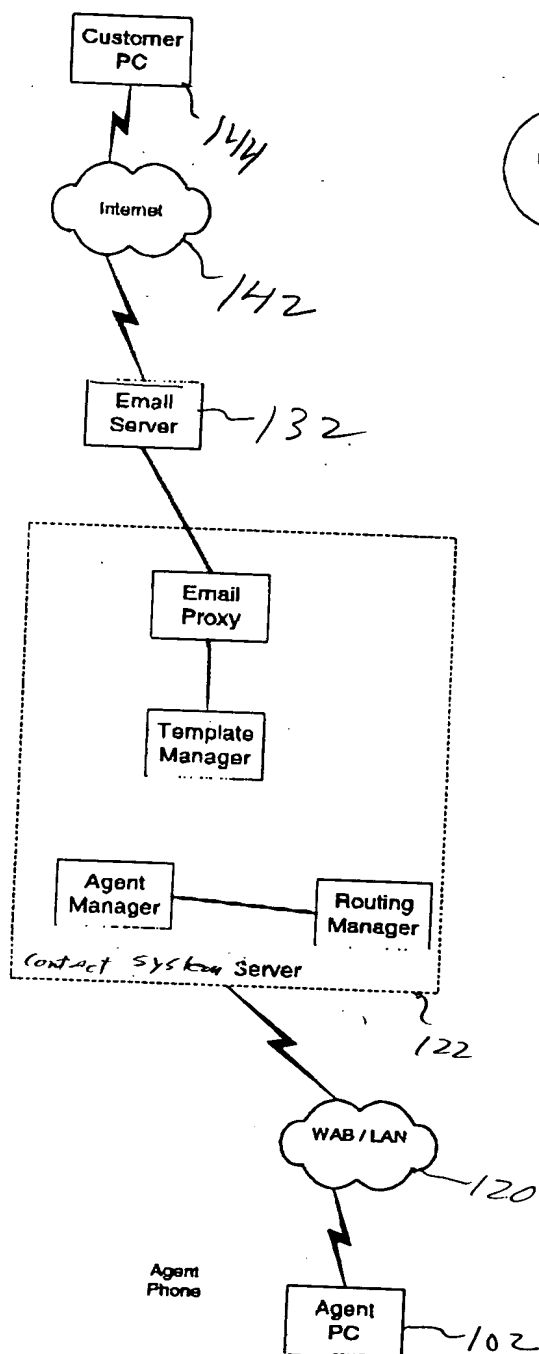 Customer
PC
144
Internet
142
Email
Server
132
Email
Proxy
Template
Manager
Agent
Manager
Routing
Manager
Contact System Server
122
WAB / LAN
120
Agent
Phone
Agent
PC
102